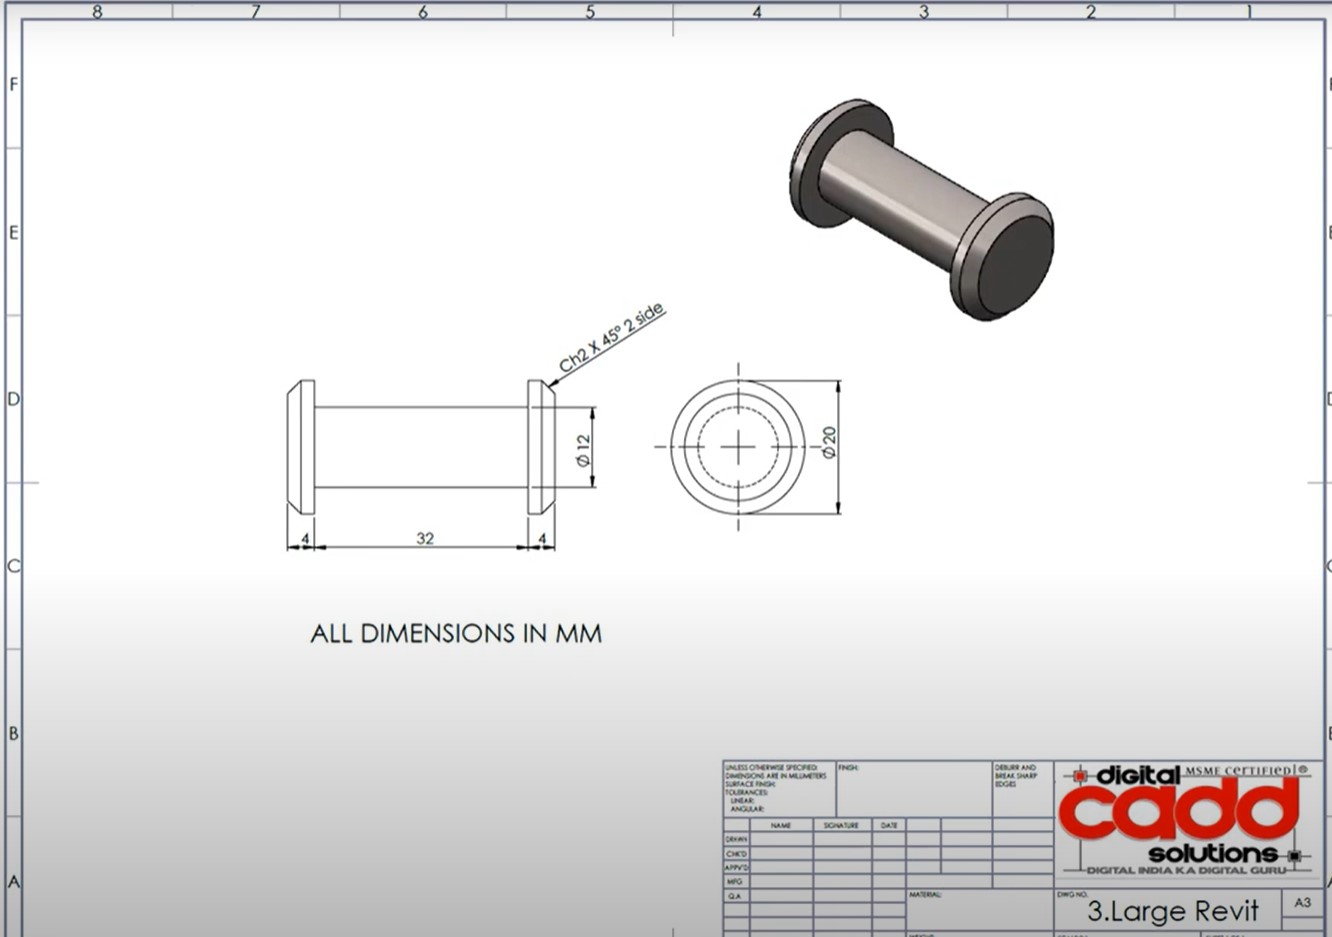 8 7 6 5 4 3 2 1
F
E
D
C
B
A
Ch2 X 45° 2 side
Ø12
Ø20
4 32 4
ALL DIMENSIONS IN MM
UNLESS OTHERWISE SPECIFIED:
DIMENSIONS ARE IN MILLIMETERS
SURFACE FINISH:
TOLERANCES:
LINEAR:
ANGULAR:
FINISH:
DEBURR AND
BREAK SHARP
EDGES
NAME SIGNATURE DATE
DRAWN
CHK'D
APPV'D
MFG
Q.A
MATERIAL:
digital MSME CERTIFIED ®
cadd
solutions
DIGITAL INDIA KA DIGITAL GURU
DWG NO.
3.Large Revit
A3